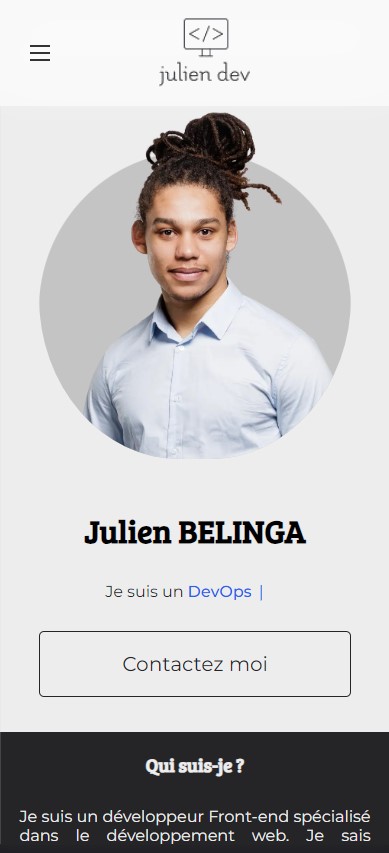 </>
julien dev
Julien BELINGA
Je suis un DevOps |
Contactez moi
Qui suis-je ?
Je suis un développeur Front-end spécialisé
dans le développement web. Je sais